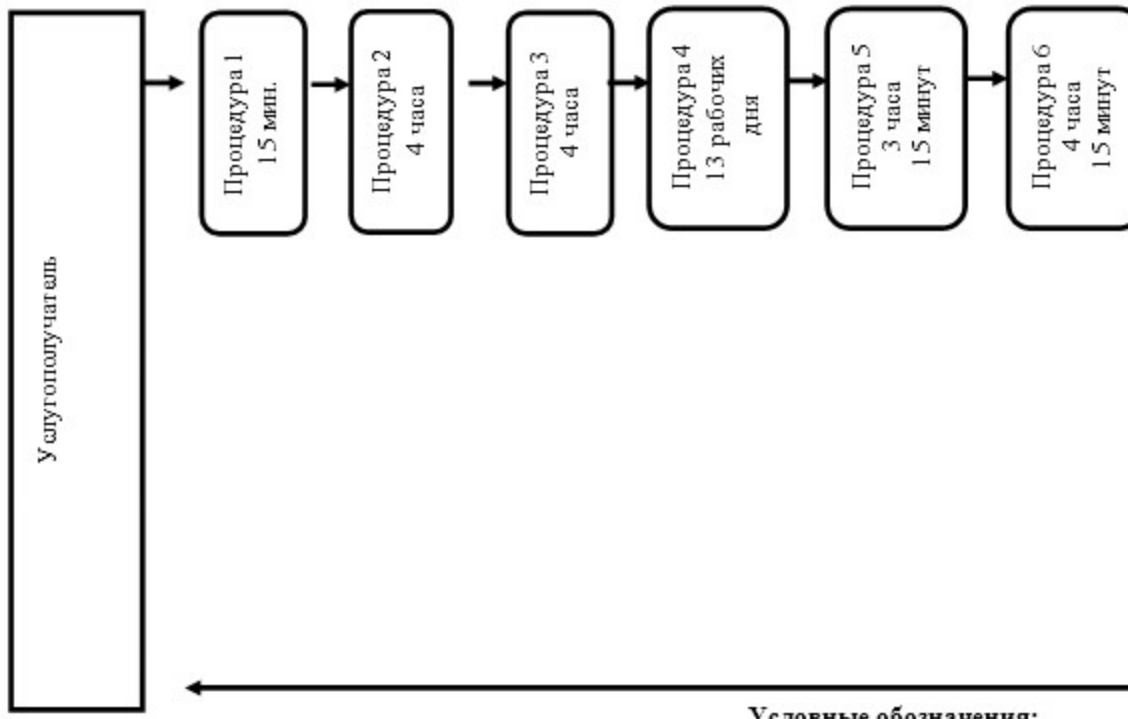 Услугополучатель
Процедура 1
15 мин.
Процедура 2
4 часа
Процедура 3
4 часа
Процедура 4
13 рабочих
дня
Процедура 5
3 часа
15 минут
Процедура 6
4 часа
15 минут
Условные обозначения: